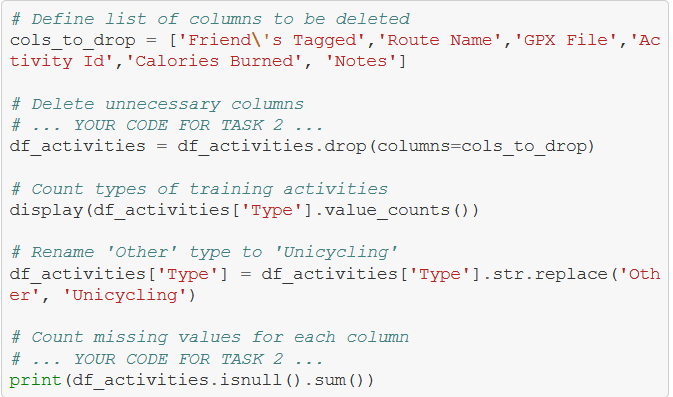 # Define list of columns to be deleted
cols_to_drop = ['Friend\'s Tagged','Route Name','GPX File','Ac
tivity Id','Calories Burned', 'Notes']
# Delete unnecessary columns
# ... YOUR CODE FOR TASK 2 ...
df_activities = df_activities.drop(columns=cols_to_drop)
# Count types of training activities
display(df_activities['Type'].value_counts())
# Rename 'Other' type to 'Unicycling'
df_activities['Type'] = df_activities['Type'].str.replace('Oth
er', 'Unicycling')
# Count missing values for each column
# ... YOUR CODE FOR TASK 2 ...
print(df_activities.isnull().sum())